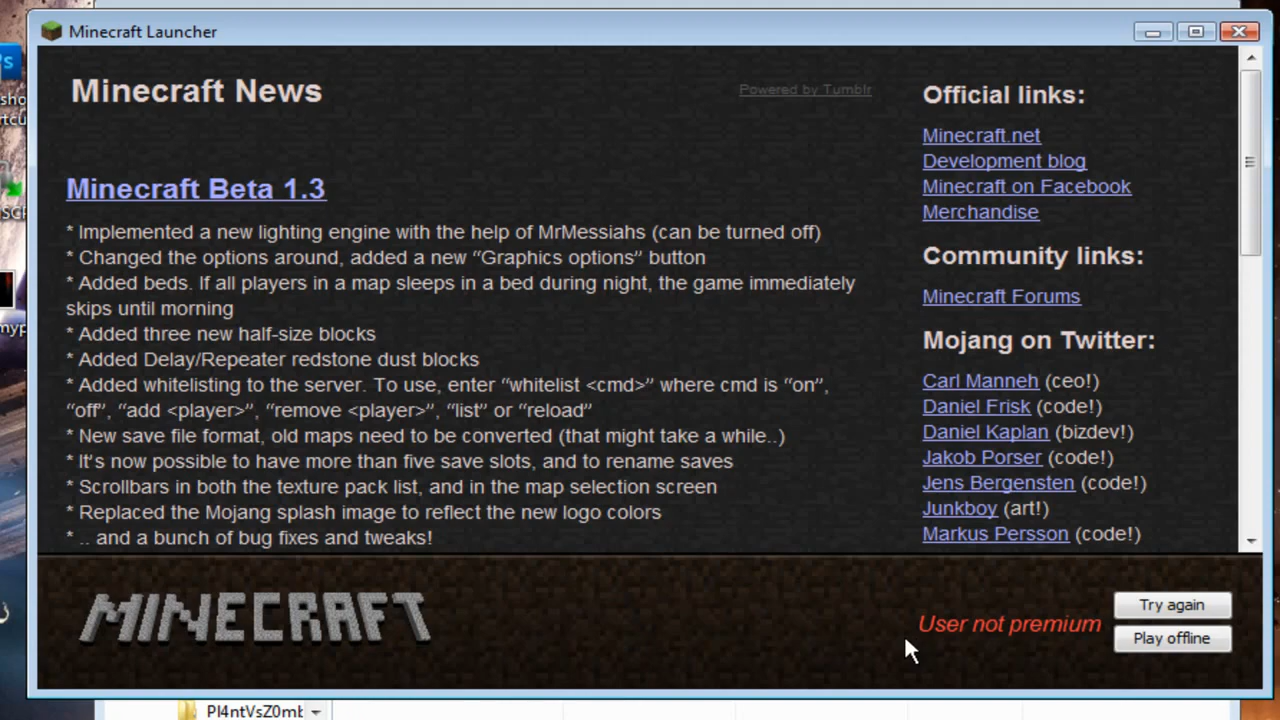 Minecraft Launcher
Minecraft News
Powered by Tumblr
Minecraft Beta 1.3
* Implemented a new lighting engine with the help of MrMessiahs (can be turned off)
* Changed the options around, added a new “Graphics options” button
* Added beds. If all players in a map sleeps in a bed during night, the game immediately
skips until morning
* Added three new half-size blocks
* Added Delay/Repeater redstone dust blocks
* Added whitelisting to the server. To use, enter “whitelist <cmd>” where cmd is “on”,
“off”, “add <player>”, “remove <player>”, “list” or “reload”
* New save file format, old maps need to be converted (that might take a while..)
* It’s now possible to have more than five save slots, and to rename saves
* Scrollbars in both the texture pack list, and in the map selection screen
* Replaced the Mojang splash image to reflect the new logo colors
* .. and a bunch of bug fixes and tweaks!
Official links:
Minecraft.net
Development blog
Minecraft on Facebook
Merchandise
Community links:
Minecraft Forums
Mojang on Twitter:
Carl Manneh (ceo!)
Daniel Frisk (code!)
Daniel Kaplan (bizdev!)
Jakob Porser (code!)
Jens Bergensten (code!)
Junkboy (art!)
Markus Persson (code!)
MINECRAFT
User not premium
Try again
Play offline